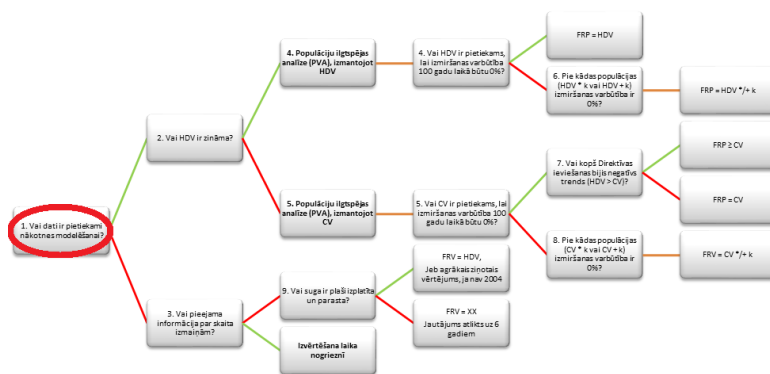 1. Vai dati ir pietiekami
nākotnes modelēšanai?
2. Vai HDV ir zināma?
3. Vai pieejama
informācija par skaita
izmaiņām?
4. Populāciju ilgtspējas
analīze (PVA), izmantojot
HDV
5. Populāciju ilgtspējas
analīze (PVA), izmantojot
CV
9. Vai suga ir plaši izplatīta
un parasta?
Izvērtēšana laika
nogrieznī
4. Vai HDV ir pietiekams,
lai izmiršanas varbūtība
100 gadu laikā būtu 0%?
5. Vai CV ir pietiekams, lai
izmiršanas varbūtība 100
gadu laikā būtu 0%?
FRV = HDV,
Jeb agrākais ziņotais
vērtējums, ja nav 2004
FRV = XX
Jautājums atlikts uz 6
gadiem
FRP = HDV
6. Pie kādas populācijas
(HDV * k vai HDV + k)
izmiršanas varbūtība ir
0%?
7. Vai kopš Direktīvas
ieviešanas bijis negatīvs
trends (HDV > CV)?
8. Pie kādas populācijas
(CV * k vai CV + k)
izmiršanas varbūtība ir
0%?
FRP = HDV */+ k
FRP ≥ CV
FRP = CV
FRV = CV */+ k